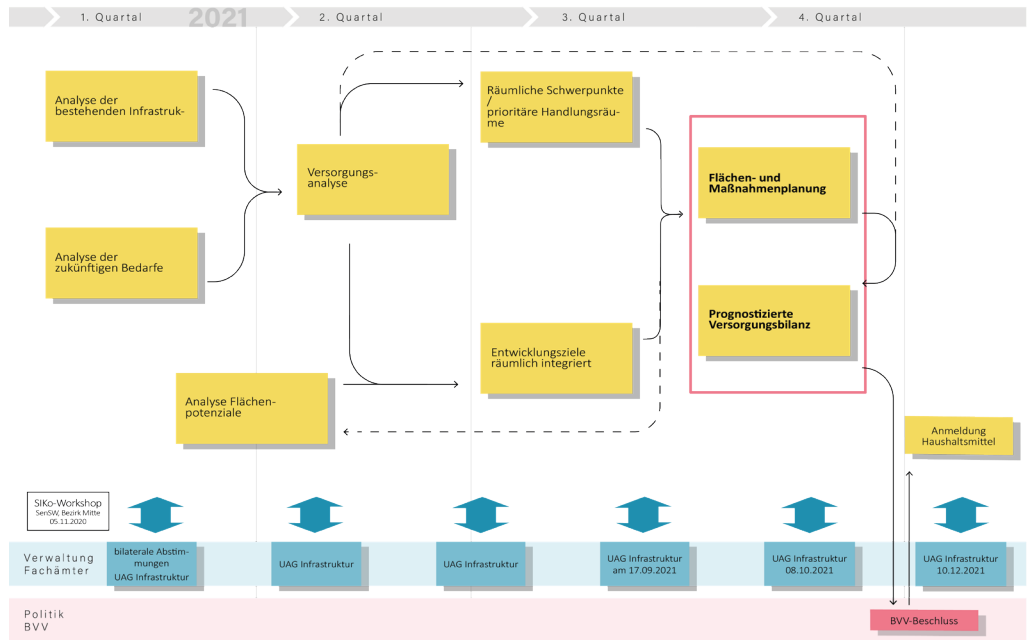 1. Quartal
2021
2. Quartal
3. Quartal
4. Quartal
Analyse der
bestehenden Infrastruk-
Analyse der
zukünftigen Bedarfe
Versorgungs-
analyse
Analyse Flächen-
potenziale
Räumliche Schwerpunkte
/
prioritäre Handlungsräu-
me
Entwicklungsziele
räumlich integriert
Flächen- und
Maßnahmenplanung
Prognostizierte
Versorgungsbilanz
Anmeldung
Haushaltsmittel
SIKo-Workshop
SenSW, Bezirk Mitte
05.11.2020
Verwaltung
Fachämter
bilaterale Abstim-
mungen
UAG Infrastruktur
UAG Infrastruktur
UAG Infrastruktur
UAG Infrastruktur
am 17.09.2021
UAG Infrastruktur
08.10.2021
UAG Infrastruktur
10.12.2021
Politik
BVV
BVV-Beschluss